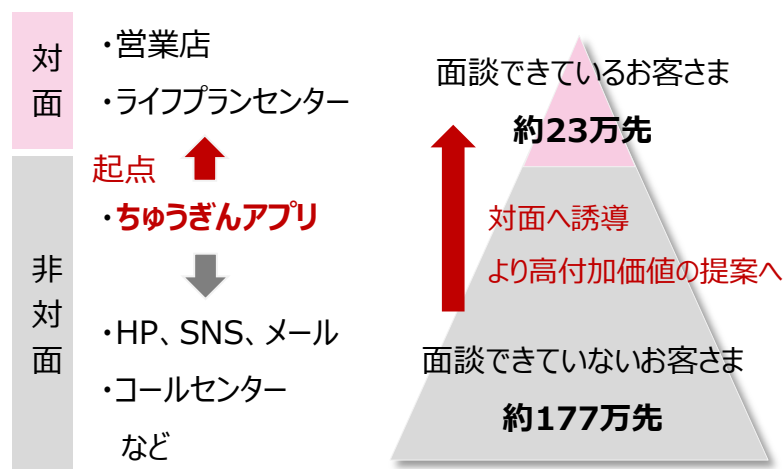 対面
・営業店
・ライフプランセンター
起点
・ちゅうぎんアプリ
非対面
・HP、SNS、メール
・コールセンター
など
面談できているお客さま
約23万先
対面へ誘導
より高付加価値の提案へ
面談できていないお客さま
約177万先